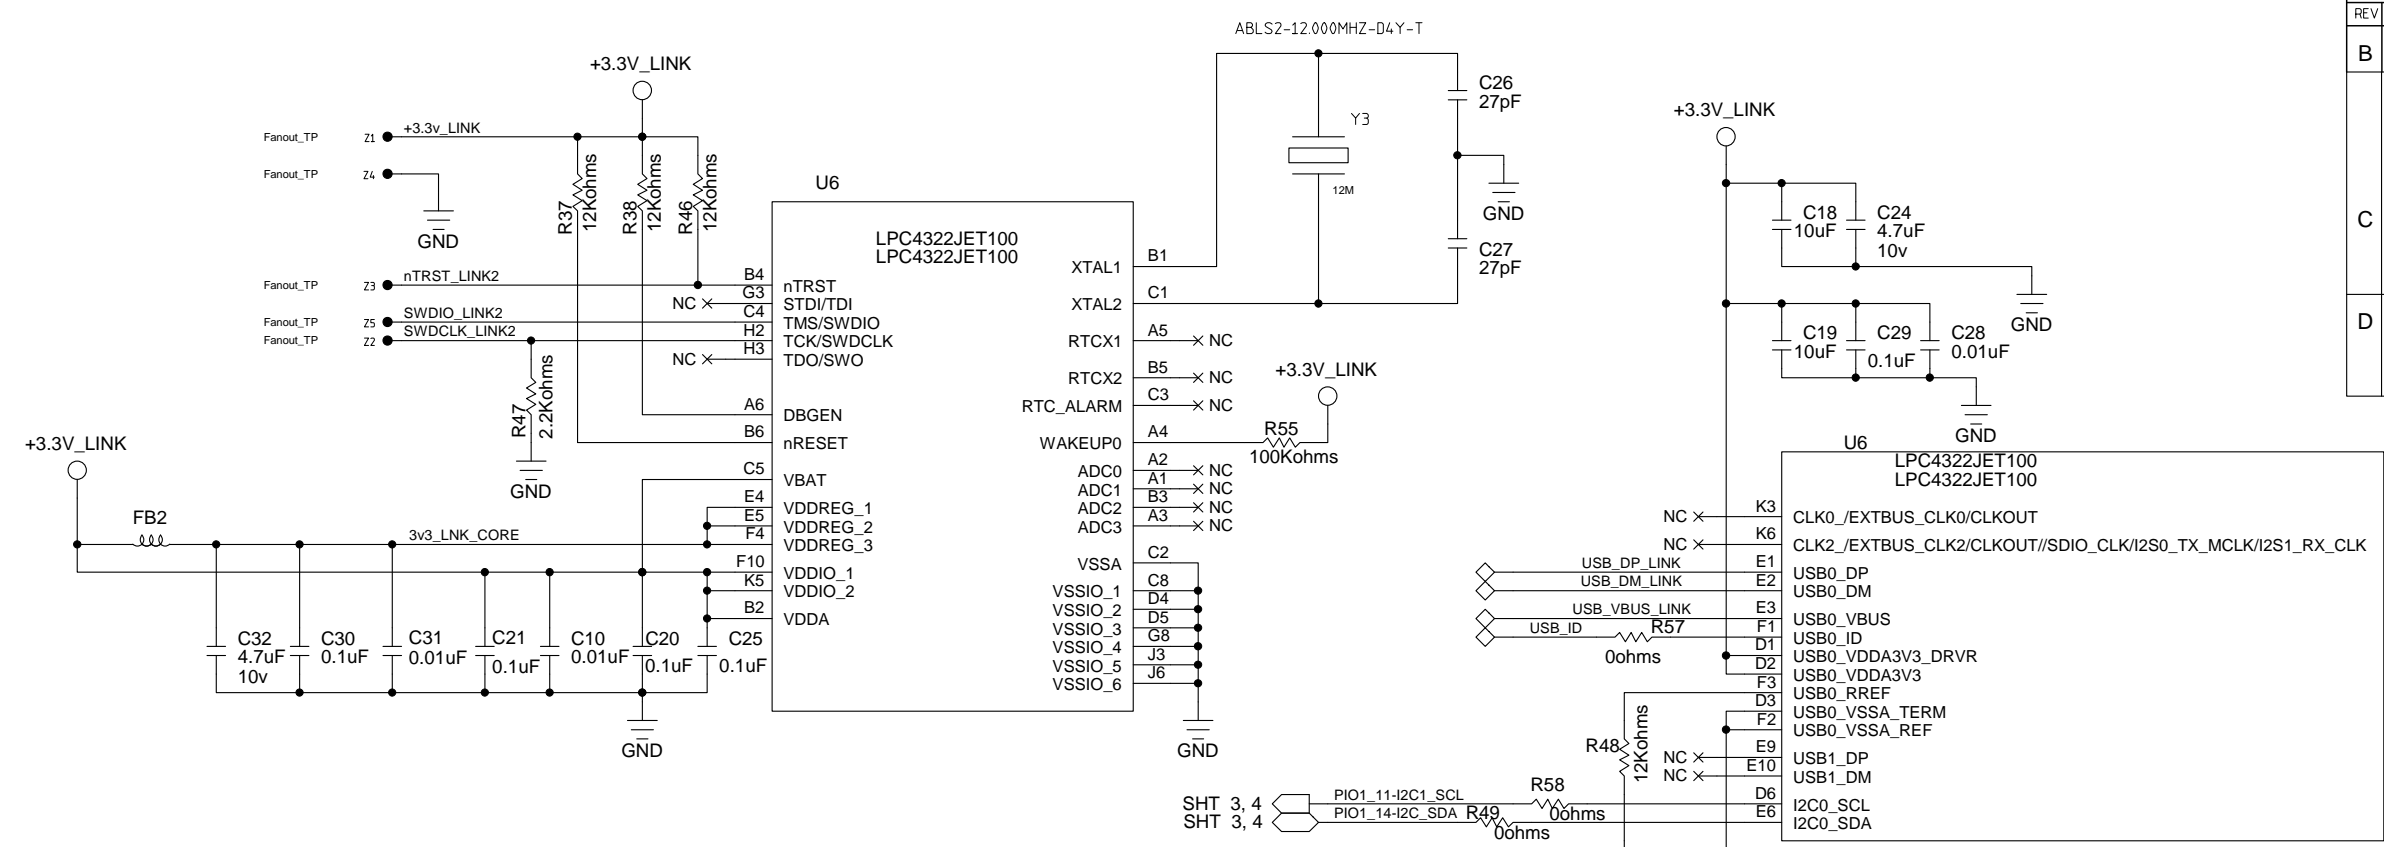 ABLS2-12.000MHZ-D4Y-T
REV
B
C
D
+3.3V_LINK
Fanout_TP Z1 +3.3v_LINK
Fanout_TP Z4
GND
R37 12Kohms
R38 12Kohms
R46 12Kohms
Fanout_TP Z3 nTRST_LINK2
Fanout_TP Z5 SWDIO_LINK2
Fanout_TP Z2 SWDCLK_LINK2
NC
NC
R47 2.2Kohms
GND
+3.3V_LINK
FB2
3v3_LNK_CORE
C32
4.7uF
10v
C30
0.1uF
C31
0.01uF
C21
0.1uF
C10
0.01uF
C20
0.1uF
C25
0.1uF
GND
U6
LPC4322JET100
LPC4322JET100
B4 nTRST
G3 STDI/TDI
C4 TMS/SWDIO
H2 TCK/SWDCLK
H3 TDO/SWO
A6 DBGEN
B6 nRESET
C5 VBAT
E4 VDDREG_1
E5 VDDREG_2
F4 VDDREG_3
F10 VDDIO_1
K5 VDDIO_2
B2 VDDA
XTAL1 B1
XTAL2 C1
RTCX1 A5 NC
RTCX2 B5 NC
RTC_ALARM C3 NC
WAKEUP0 A4
ADC0 A2 NC
ADC1 A1 NC
ADC2 B3 NC
ADC3 A3 NC
VSSA C2
VSSIO_1 C8
VSSIO_2 D4
VSSIO_3 D5
VSSIO_4 G8
VSSIO_5 J3
VSSIO_6 J6
GND
Y3
12M
C26
27pF
GND
C27
27pF
+3.3V_LINK
R55
100Kohms
+3.3V_LINK
C18
10uF
C24
4.7uF
10v
GND
C19
10uF
C29
0.1uF
C28
0.01uF
GND
U6
LPC4322JET100
LPC4322JET100
NC K3 CLK0_/EXTBUS_CLK0/CLKOUT
NC K6 CLK2_/EXTBUS_CLK2/CLKOUT//SDIO_CLK/I2S0_TX_MCLK/I2S1_RX_CLK
USB_DP_LINK E1 USB0_DP
USB_DM_LINK E2 USB0_DM
USB_VBUS_LINK E3 USB0_VBUS
USB_ID R57 F1 USB0_ID
0ohms
D1 USB0_VDDA3V3_DRVR
D2 USB0_VDDA3V3
F3 USB0_RREF
D3 USB0_VSSA_TERM
F2 USB0_VSSA_REF
R48 12Kohms
NC E9 USB1_DP
NC E10 USB1_DM
SHT 3, 4 PIO1_11-I2C1_SCL R58 D6 I2C0_SCL
0ohms
SHT 3, 4 PIO1_14-I2C_SDA R49 E6 I2C0_SDA
0ohms